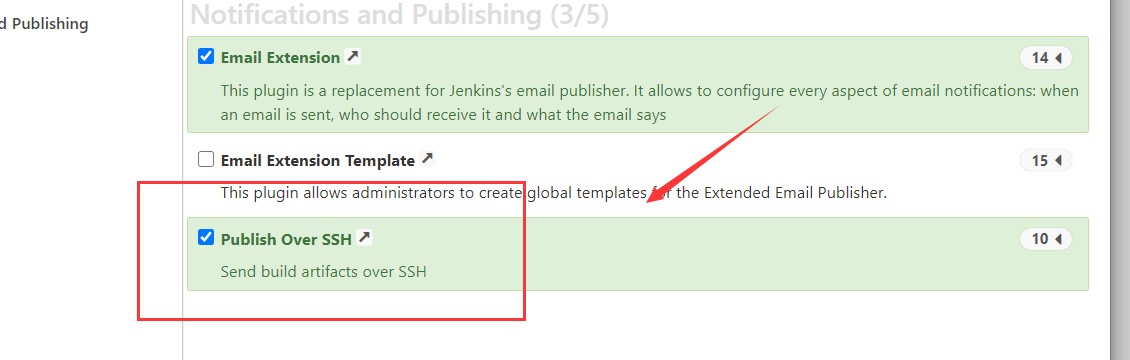 Notifications and Publishing (3/5)
d Publishing
Email Extension
14
This plugin is a replacement for Jenkins's email publisher. It allows to configure every aspect of email notifications: when
an email is sent, who should receive it and what the email says
Email Extension Template
15
This plugin allows administrators to create global templates for the Extended Email Publisher.
Publish Over SSH
10
Send build artifacts over SSH